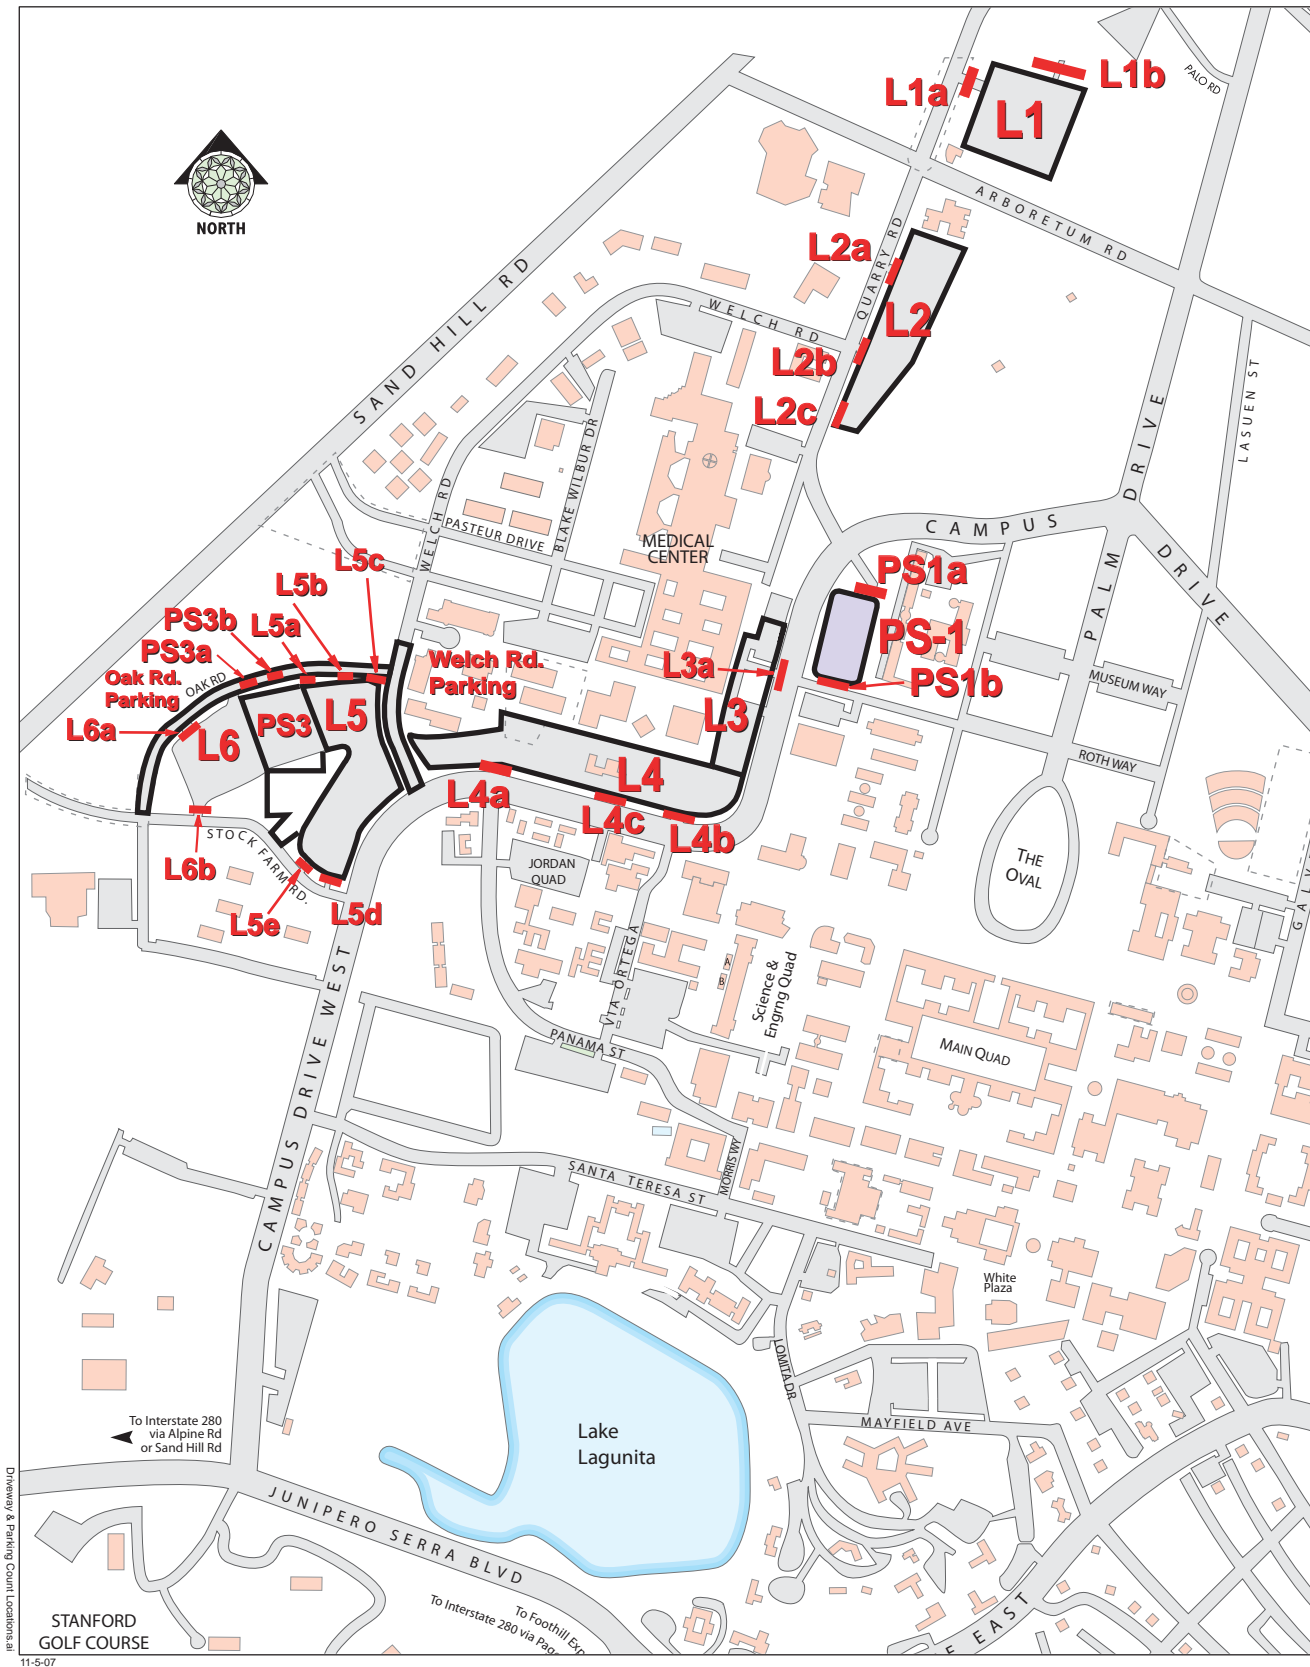 PALO RD
L1a
L1b
L1
NORTH
ARBORETUM RD
QUARRY RD
L2a
L2
L2b
L2c
WELCH RD
SAND HILL RD
LASUEN ST
BLAKE WILBUR DR
WELCH RD
PASTEUR DRIVE
MEDICAL
CENTER
CAMPUS DRIVE
PALM DRIVE
L5c
L5b
PS3b
L5a
PS3a
Oak Rd.
Parking
OAK RD
L6a
L6
PS3
L5
Welch Rd.
Parking
PS1a
PS-1
PS1b
L3a
L3
MUSEUM WAY
ROTH WAY
L4
L4a
L4c
L4b
L6b
STOCK FARM RD.
L5e
L5d
JORDAN
QUAD
THE
OVAL
GALV
VIA ORTEGA
A
B
Science &
Engrng Quad
PANAMA ST
MAIN QUAD
CAMPUS DRIVE WEST
SANTA TERESA ST
MORRIS WY
White
Plaza
LOMITA DR
MAYFIELD AVE
Lake
Lagunita
To Interstate 280
via Alpine Rd
or Sand Hill Rd
JUNIPERO SERRA BLVD
To Foothill Exp
To Interstate 280 via Page
E EAST
STANFORD
GOLF COURSE
Driveway & Parking Count Locations.ai
11-5-07